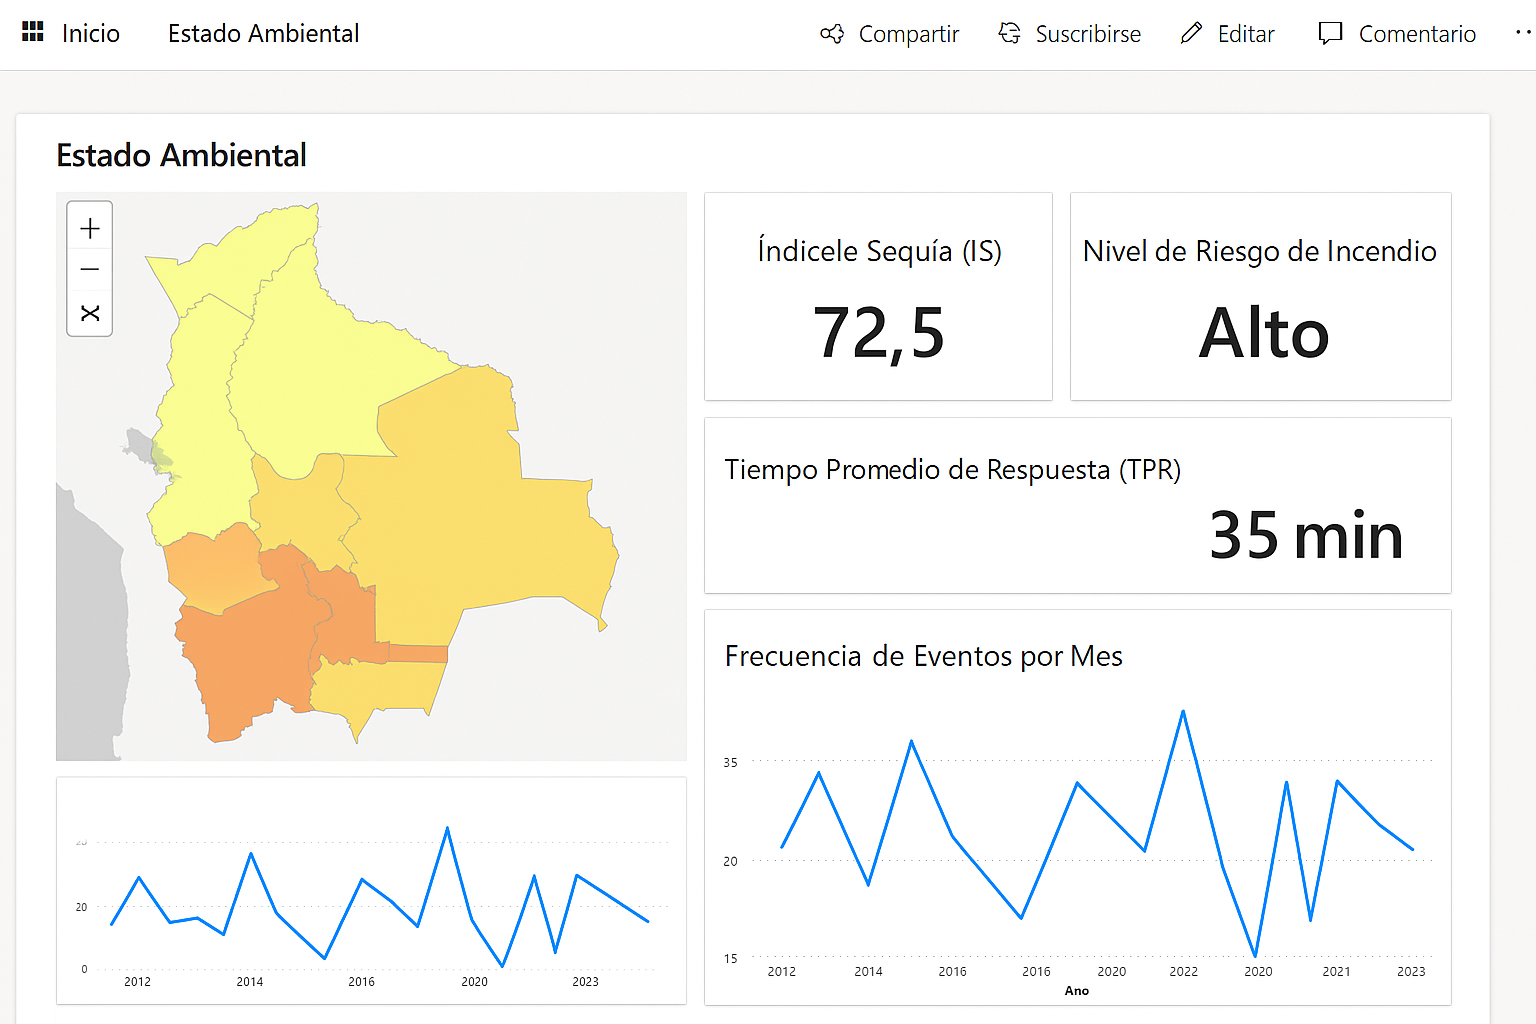 Inicio
Estado Ambiental
Compartir
Suscribirse
Editar
Comentario
Estado Ambiental
Índicele Sequía (IS)
72,5
Nivel de Riesgo de Incendio
Alto
Tiempo Promedio de Respuesta (TPR)
35 min
Frecuencia de Eventos por Mes
35
20
15
2012 2014 2016 2016 2020 2022 2020 2021 2023
Ano
20
0
2012 2014 2016 2020 2023